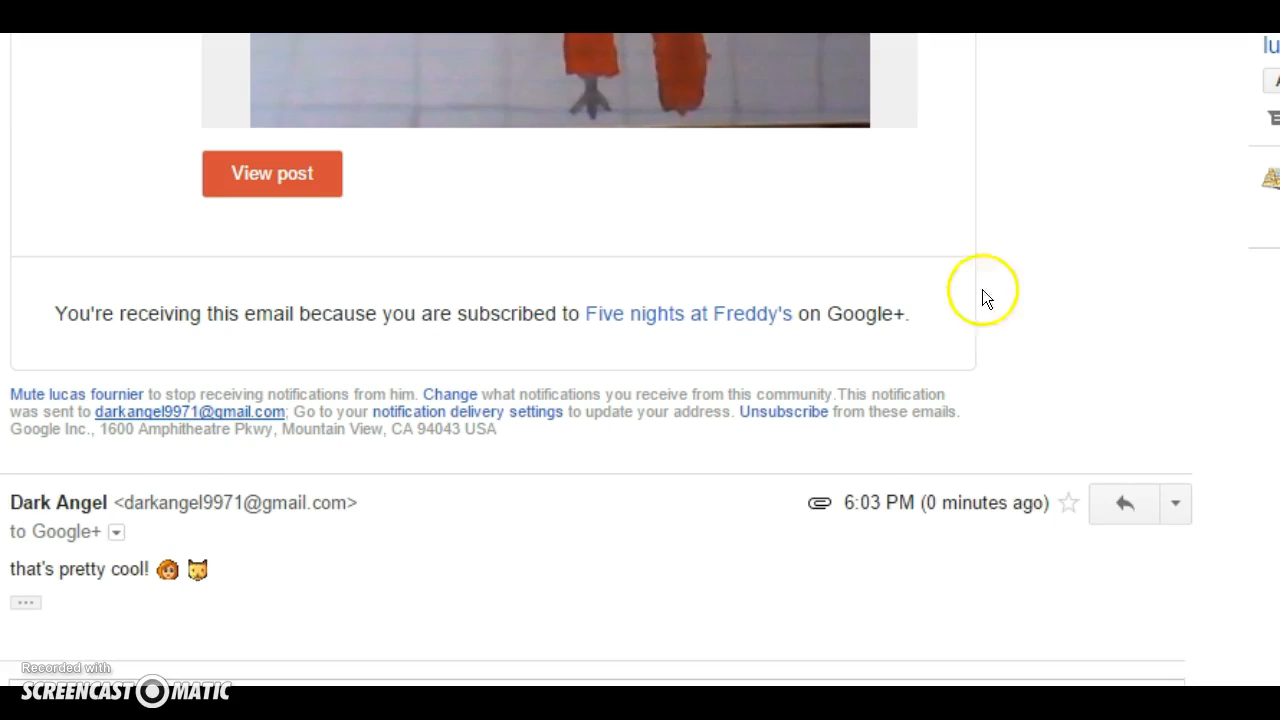 lu
View post
You're receiving this email because you are subscribed to Five nights at Freddy's on Google+.
Mute lucas fournier to stop receiving notifications from him. Change what notifications you receive from this community.This notification
was sent to darkangel9971@gmail.com; Go to your notification delivery settings to update your address. Unsubscribe from these emails.
Google Inc., 1600 Amphitheatre Pkwy, Mountain View, CA 94043 USA
Dark Angel <darkangel9971@gmail.com> 6:03 PM (0 minutes ago)
to Google+
that's pretty cool!
Recorded with
SCREENCAST MATIC